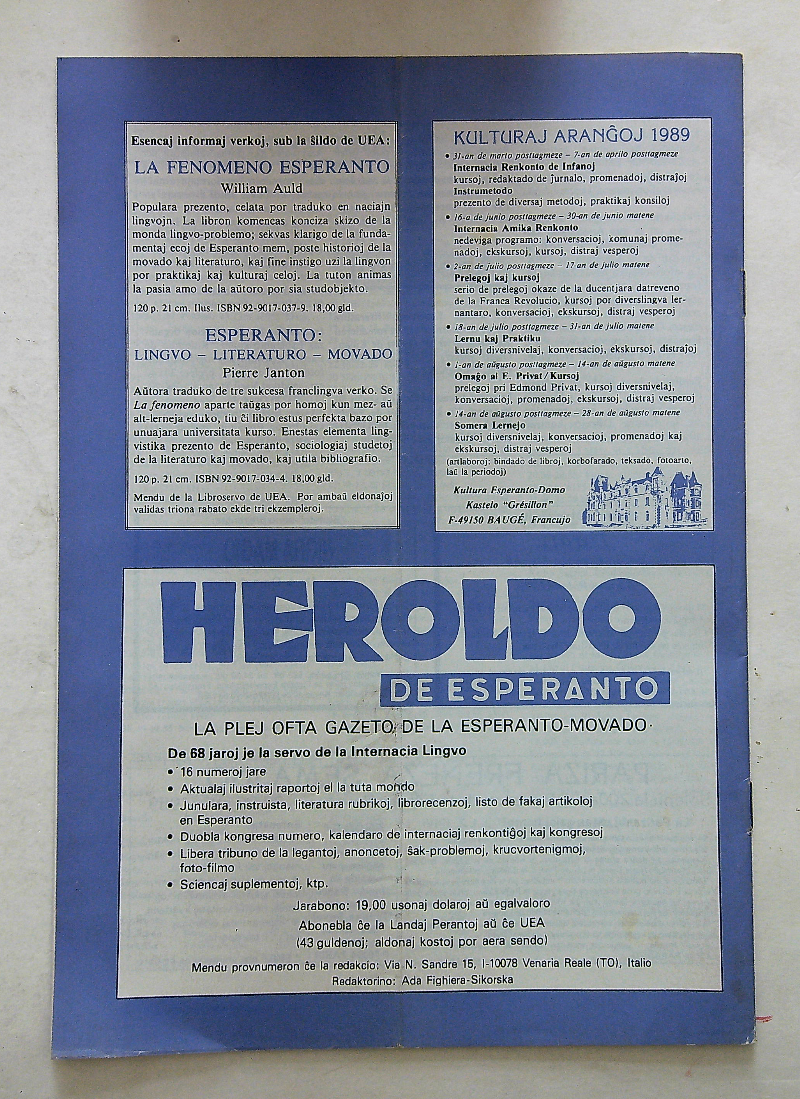 Esencaj informaj verkoj, sub la ŝildo de UEA:
LA FENOMENO ESPERANTO
William Auld
Populara prezento, celata por traduko en naciajn
lingvojn. La libron komencas konciza skizo de la
monda lingvo-problemo; sekvas klarigo de la funda-
mentaj ecoj de Esperanto mem, poste historioj de la
movado kaj literaturo, kaj fine instigo uzi la lingvon
por praktikaj kaj kulturaj celoj. La tuton animas
la pasia amo de la aŭtoro por sia studobjekto.
120 p. 21 cm. Ilus. ISBN 92-9017-037-9. 18,00 gld.
ESPERANTO:
LINGVO – LITERATURO – MOVADO
Pierre Janton
Aŭtora traduko de tre sukcesa franclingva verko. Se
La fenomeno aparte taŭgas por homoj kun mez- aŭ
alt-lerneja eduko, tiu ĉi libro estus perfekta bazo por
unuajara universitata kurso. Enestas elementa ling-
vistika prezento de Esperanto, sociologiaj studetoj
de la literaturo kaj movado, kaj utila bibliografio.
120 p. 21 cm. ISBN 92-9017-034-4. 18,00 gld.
Mendu de la Libroservo de UEA. Por ambaŭ eldonaĵoj
validas triona rabato ekde tri ekzempleroj.
KULTURAJ ARANĜOJ 1989
• 31-an de marto posttagmeze – 7-an de aprilo posttagmeze
Internacia Renkonto de Infanoj
kursoj, redaktado de jurnalo, promenadoj, distraĵoj
Instrumetodo
prezento de diversaj metodoj, praktikaj konsiloj
• 16-a de junio posttagmeze – 30-an de junio matene
Internacia Amika Renkonto
nedeviga programo: konversacioj, komunaj prome-
nadoj, ekskursoj, kursoj, distraj vesperoj
• 2-an de julio posttagmeze – 17-an de julio matene
Prelegoj kaj kursoj
serio de prelegoj okaze de la ducentjara datreveno
de la Franca Revolucio, kursoj por diverslingva ler-
nantaro, konversacioj, ekskursoj, distraj vesperoj
• 18-an de julio posttagmeze – 31-an de julio matene
Lernu kaj Praktiku
kursoj diversnivelaj, konversacioj, ekskursoj, distraĵoj
• 1-an de aŭgusto posttagmeze – 14-an de aŭgusto matene
Omaĝo al E. Privat/Kursoj
prelegoj pri Edmond Privat, kursoj diversnivelaj,
konversacioj, promenadoj, ekskursoj, distraj vesperoj
• 14-an de aŭgusto posttagmeze – 28-an de aŭgusto matene
Somera Lernejo
kursoj diversnivelaj, konversacioj, promenadoj kaj
ekskursoj, distraj vesperoj
(artlaboroj: bindado de libroj, korbofarado, teksado, fotoarto,
laŭ la periodoj)
Kultura Esperanto-Domo
Kastelo "Grésillon"
F-49150 BAUGÉ, Francujo
HEROLDO
DE ESPERANTO
LA PLEJ OFTA GAZETO DE LA ESPERANTO-MOVADO
De 68 jaroj je la servo de la Internacia Lingvo
• 16 numeroj jare
• Aktualaj ilustritaj raportoj el la tuta mondo
• Junulara, instruista, literatura rubrikoj, librorecenzoj, listo de fakaj artikoloj
en Esperanto
• Duobla kongresa numero, kalendaro de internaciaj renkontiĝoj kaj kongresoj
• Libera tribuno de la legantoj, anoncetoj, ŝak-problemoj, krucvortenigmoj,
foto-filmo
• Sciencaj suplementoj, ktp.
Jarabono: 19,00 usonaj dolaroj aŭ egalvaloro
Abonebla ĉe la Landaj Perantoj aŭ ĉe UEA
(43 guldenoj; aldonaj kostoj por aera sendo)
Mendu provnumeron ĉe la redakcio: Via N. Sandre 15, I-10078 Venaria Reale (TO), Italio
Redaktorino: Ada Fighiera-Sikorska